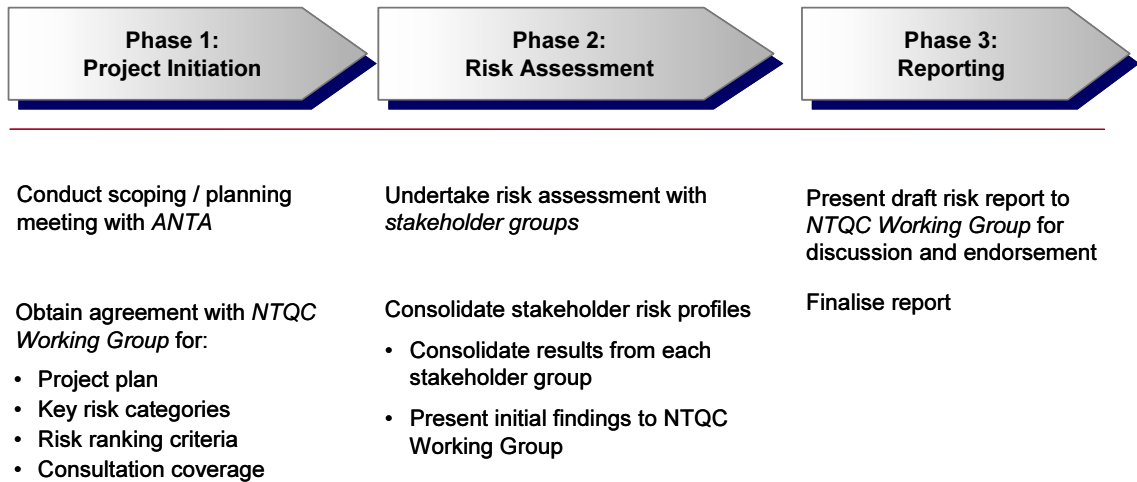 Phase 1:
Project Initiation
Phase 2:
Risk Assessment
Phase 3:
Reporting
Conduct scoping / planning
meeting with ANTA
Obtain agreement with NTQC
Working Group for:
• Project plan
• Key risk categories
• Risk ranking criteria
• Consultation coverage
Undertake risk assessment with
stakeholder groups
Consolidate stakeholder risk profiles
• Consolidate results from each
stakeholder group
• Present initial findings to NTQC
Working Group
Present draft risk report to
NTQC Working Group for
discussion and endorsement
Finalise report